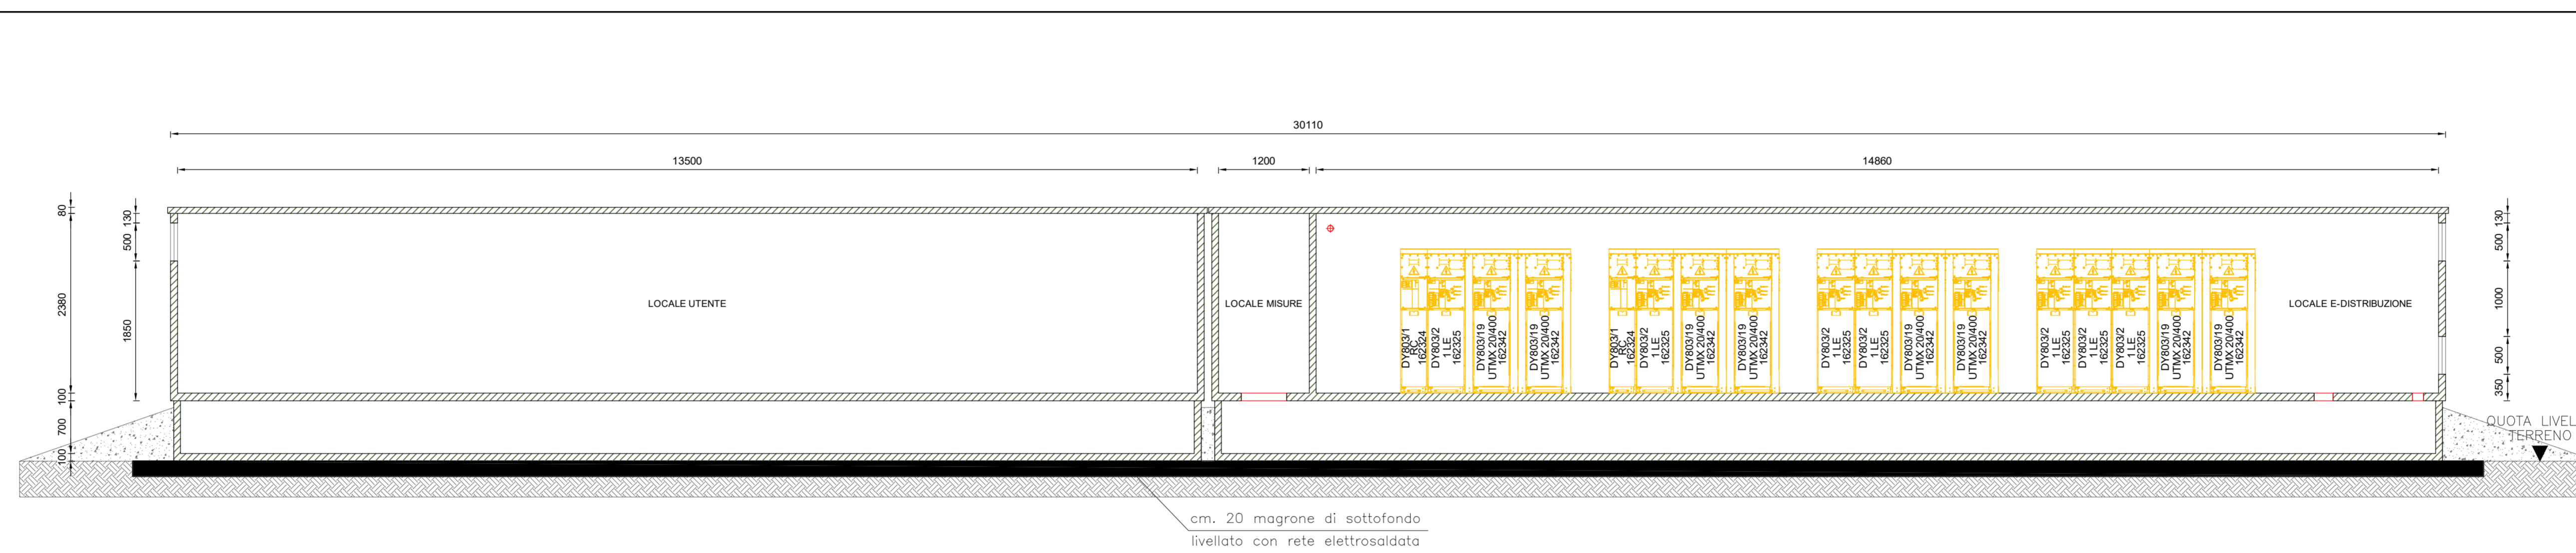 30110
13500
1200
14860
80
2380
100
700
100
130
500
1850
LOCALE UTENTE
LOCALE MISURE
DY803/1
RC
162324
DY803/2
1 LE
162325
DY803/19
UTMX 20/400
162342
DY803/19
UTMX 20/400
162342
DY803/1
RC
162324
DY803/2
1 LE
162325
DY803/19
UTMX 20/400
162342
DY803/19
UTMX 20/400
162342
DY803/2
1 LE
162325
DY803/2
1 LE
162325
DY803/19
UTMX 20/400
162342
DY803/19
UTMX 20/400
162342
DY803/2
1 LE
162325
DY803/2
1 LE
162325
DY803/2
1 LE
162325
DY803/19
UTMX 20/400
162342
DY803/19
UTMX 20/400
162342
LOCALE E-DISTRIBUZIONE
130
500
1000
500
350
QUOTA LIVEL
TERRENO
cm. 20 magrone di sottofondo
livellato con rete elettrosaldata